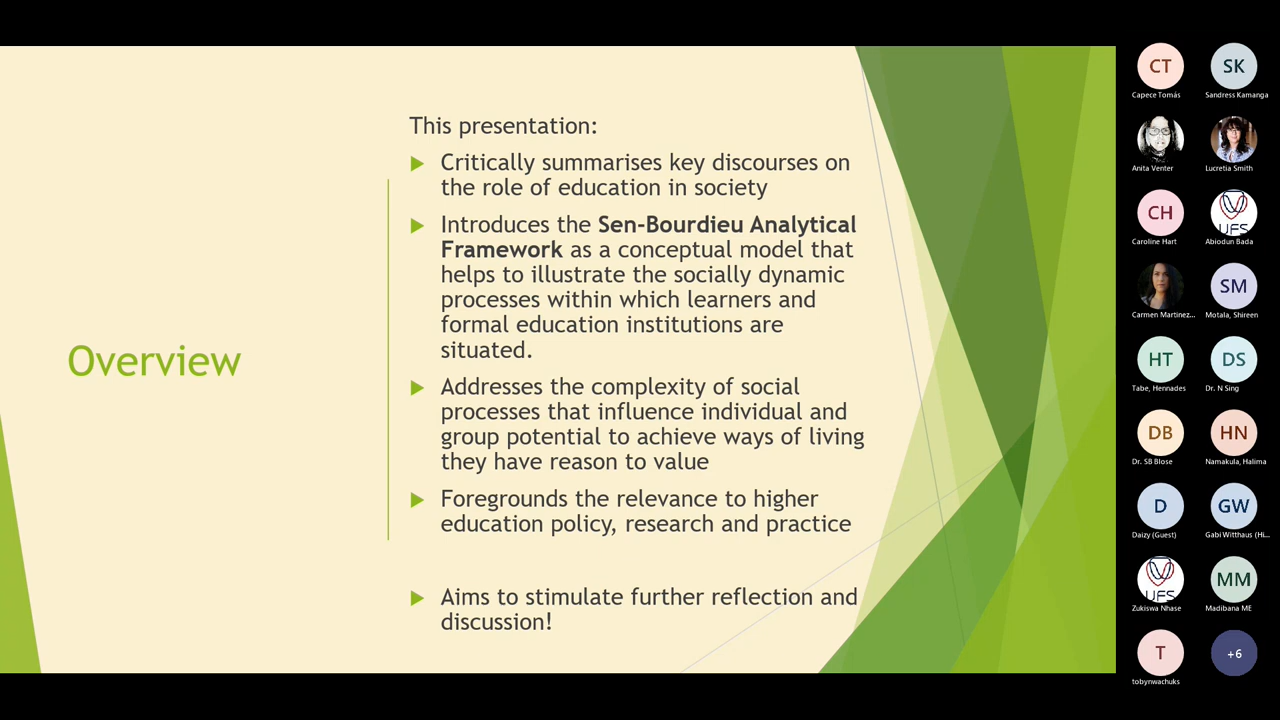 Overview
This presentation:
Critically summarises key discourses on
the role of education in society
Introduces the Sen-Bourdieu Analytical
Framework as a conceptual model that
helps to illustrate the socially dynamic
processes within which learners and
formal education institutions are
situated.
Addresses the complexity of social
processes that influence individual and
group potential to achieve ways of living
they have reason to value
Foregrounds the relevance to higher
education policy, research and practice
Aims to stimulate further reflection and
discussion!
CT
Capece Tomás
SK
Sandress Kamanga
Anita Venter
Lucretia Smith
CH
Caroline Hart
UFS
Abiodun Bada
Carmen Martinez...
SM
Motala, Shireen
HT
Tabe, Hennades
DS
Dr. N Sing
DB
Dr. SB Blose
HN
Namakula, Halima
D
Daizy (Guest)
GW
Gabi Witthaus (Hi...
UFS
Zukiswa Nhase
MM
Madibana ME
T
tobynwachuks
+6